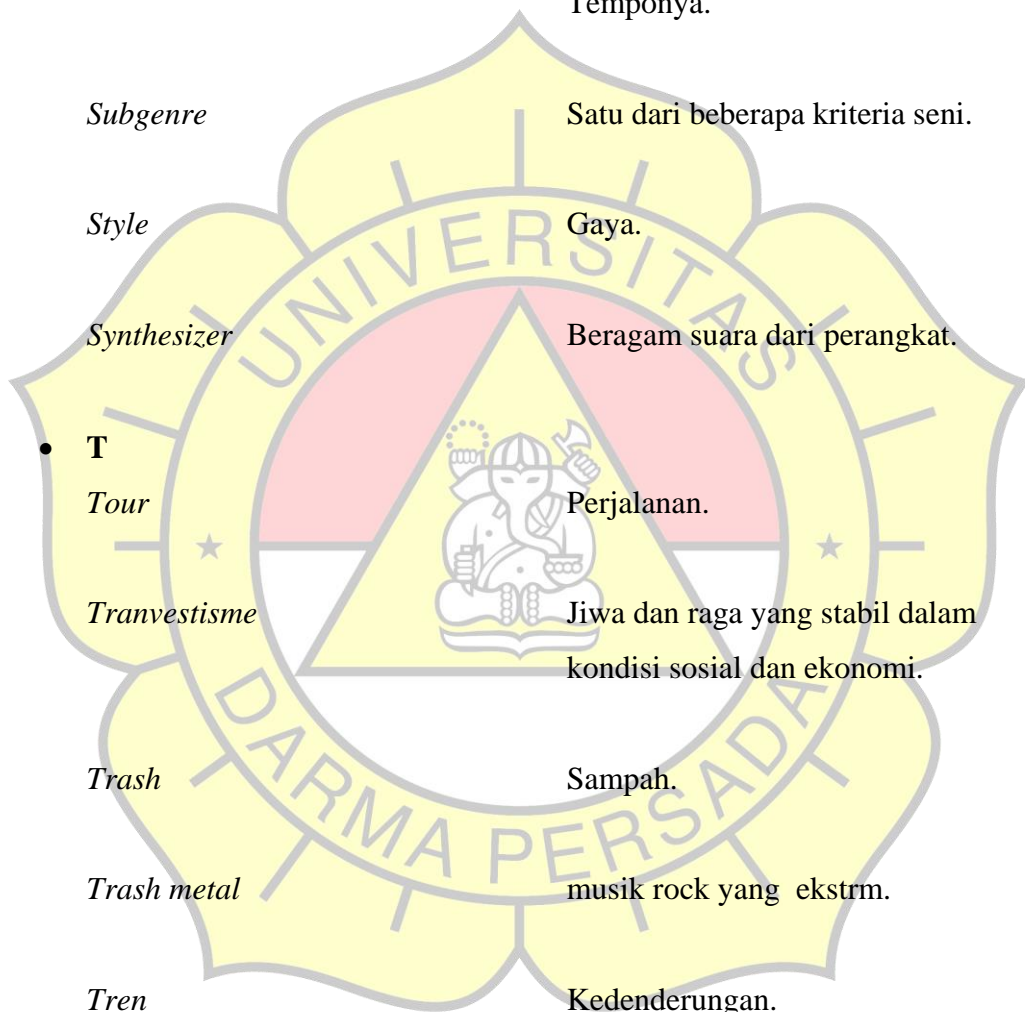 Temponya.
Subgenre Satu dari beberapa kriteria seni.
Style Gaya.
Synthesizer Beragam suara dari perangkat.
• T
Tour Perjalanan.
Tranvestisme Jiwa dan raga yang stabil dalam
kondisi sosial dan ekonomi.
Trash Sampah.
Trash metal musik rock yang ekstrm.
Tren Kedenderungan.
UNIVERSITAS
DARMA PERSADA